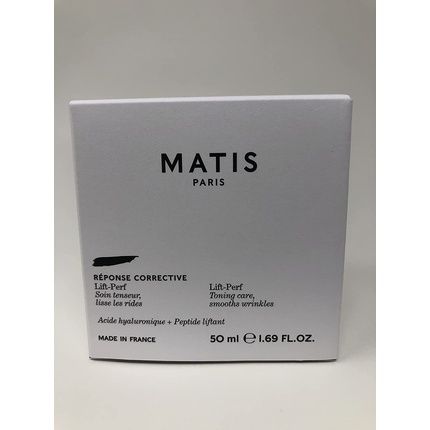 MATIS
PARIS
RÉPONSE CORRECTIVE
Lift-Perf
Soin tenseur,
lisse les rides
Lift-Perf
Toning care,
smooths wrinkles
Acide hyaluronique + Peptide liftant
MADE IN FRANCE
50 ml ℮ 1.69 FL.OZ.